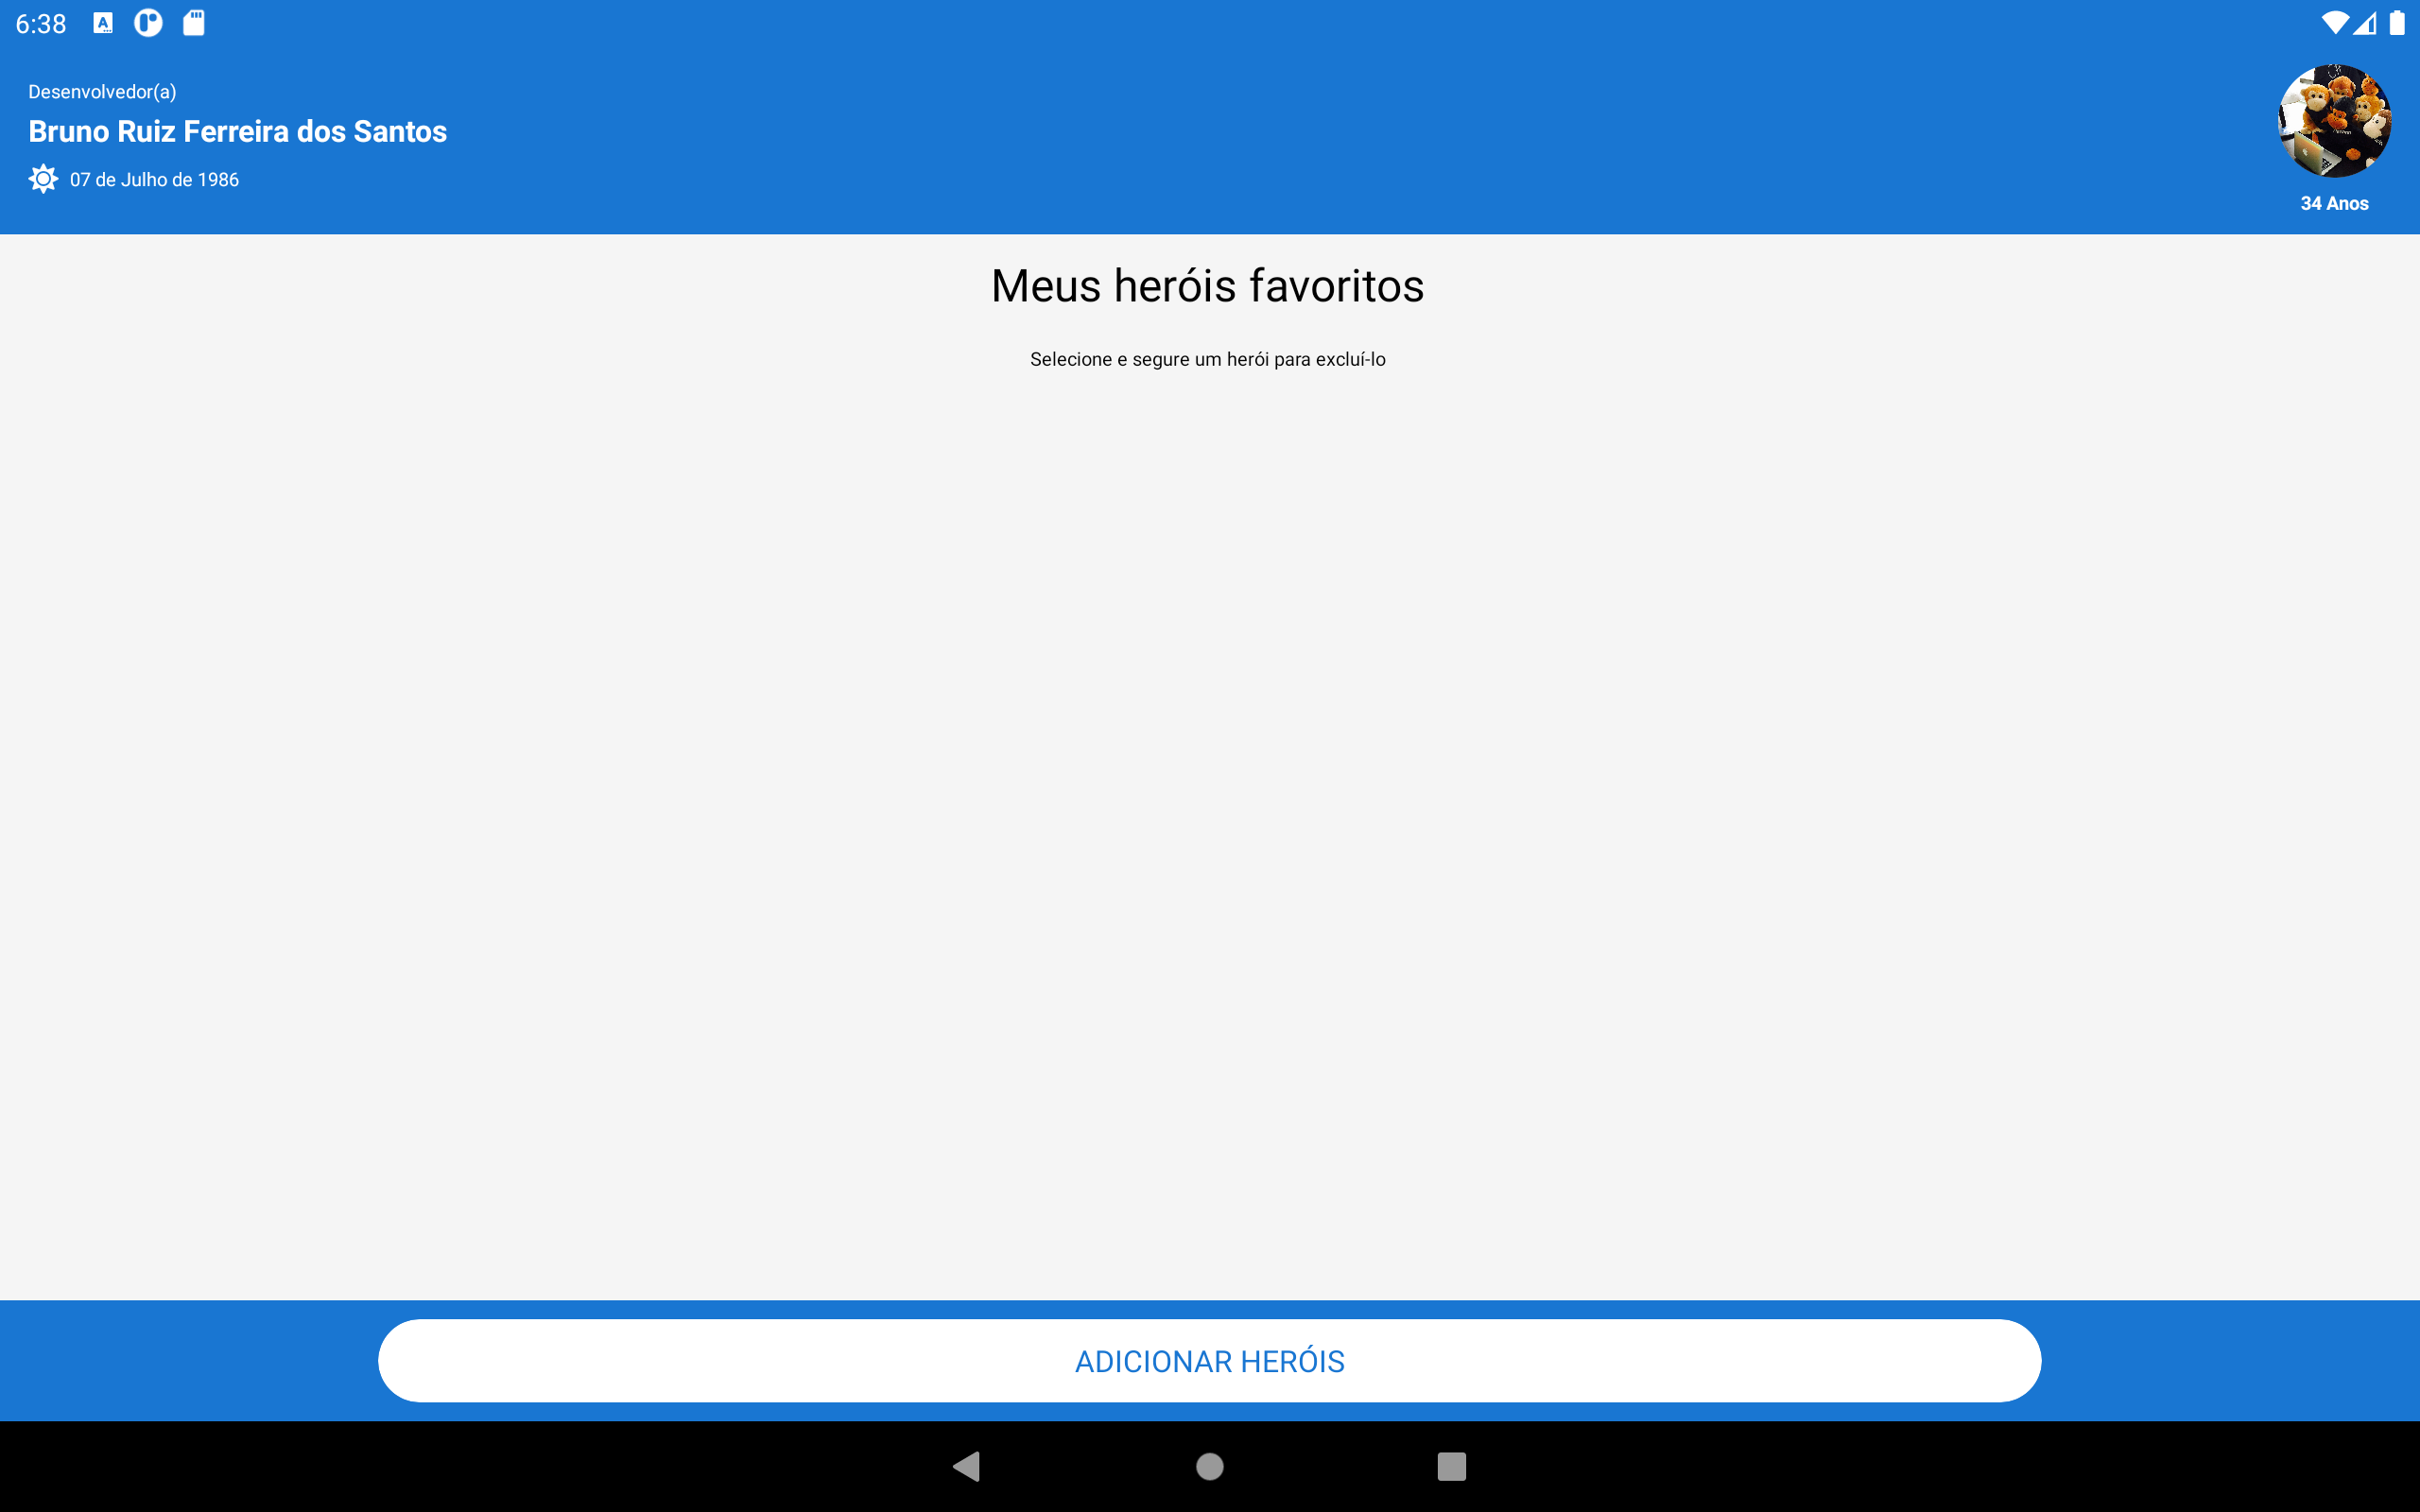 6:38
Desenvolvedor(a)
Bruno Ruiz Ferreira dos Santos
07 de Julho de 1986
34 Anos
Meus heróis favoritos
Selecione e segure um herói para excluí-lo
ADICIONAR HERÓIS